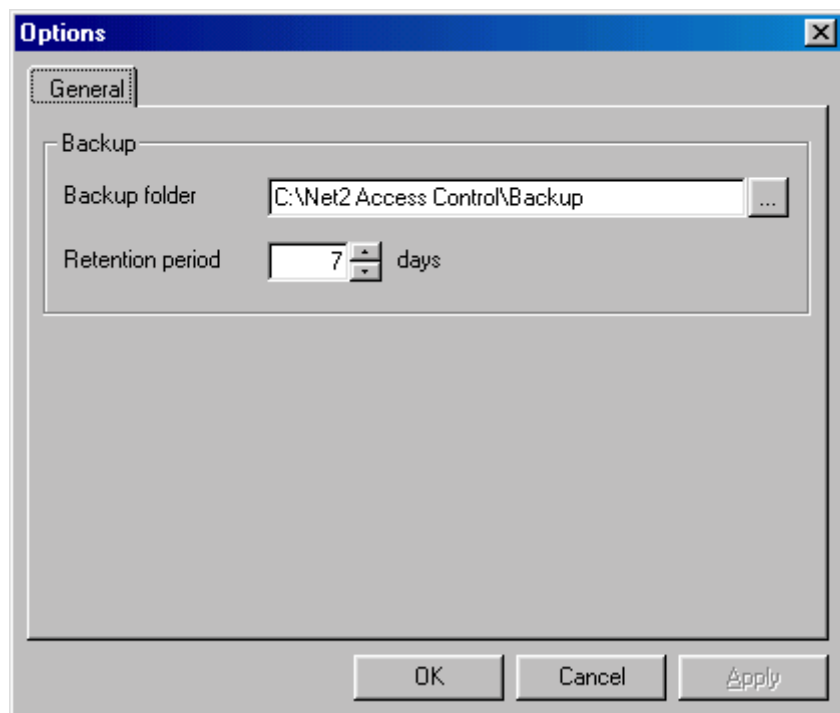 Options
General
Backup
Backup folder C:\Net2 Access Control\Backup ...
Retention period 7 days
OK Cancel Apply